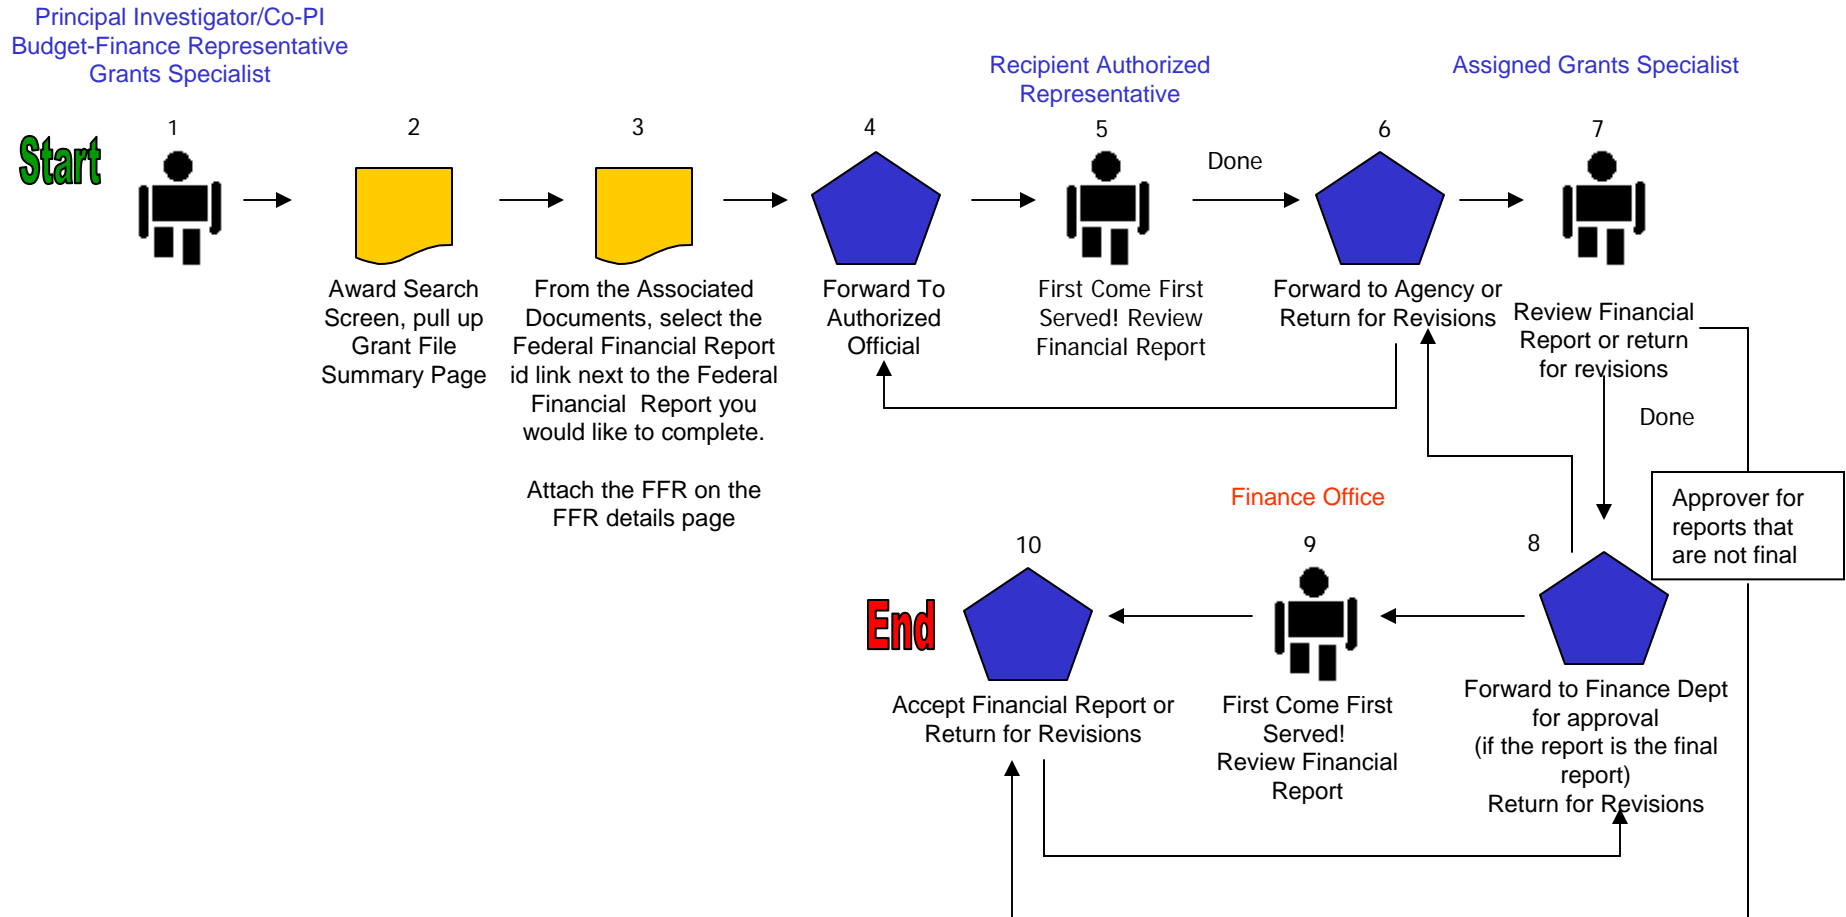 Principal Investigator/Co-PI
Budget-Finance Representative
Grants Specialist
Recipient Authorized
Representative
Assigned Grants Specialist
Start
1
2
3
4
5
6
7
Done
Award Search
Screen, pull up
Grant File
Summary Page
From the Associated
Documents, select the
Federal Financial Report
id link next to the Federal
Financial Report you
would like to complete.
Attach the FFR on the
FFR details page
Forward To
Authorized
Official
First Come First
Served! Review
Financial Report
Forward to Agency or
Return for Revisions
Review Financial
Report or return
for revisions
Done
Approver for
reports that
are not final
Finance Office
10
9
8
End
Accept Financial Report or
Return for Revisions
First Come First
Served!
Review Financial
Report
Forward to Finance Dept
for approval
(if the report is the final
report)
Return for Revisions